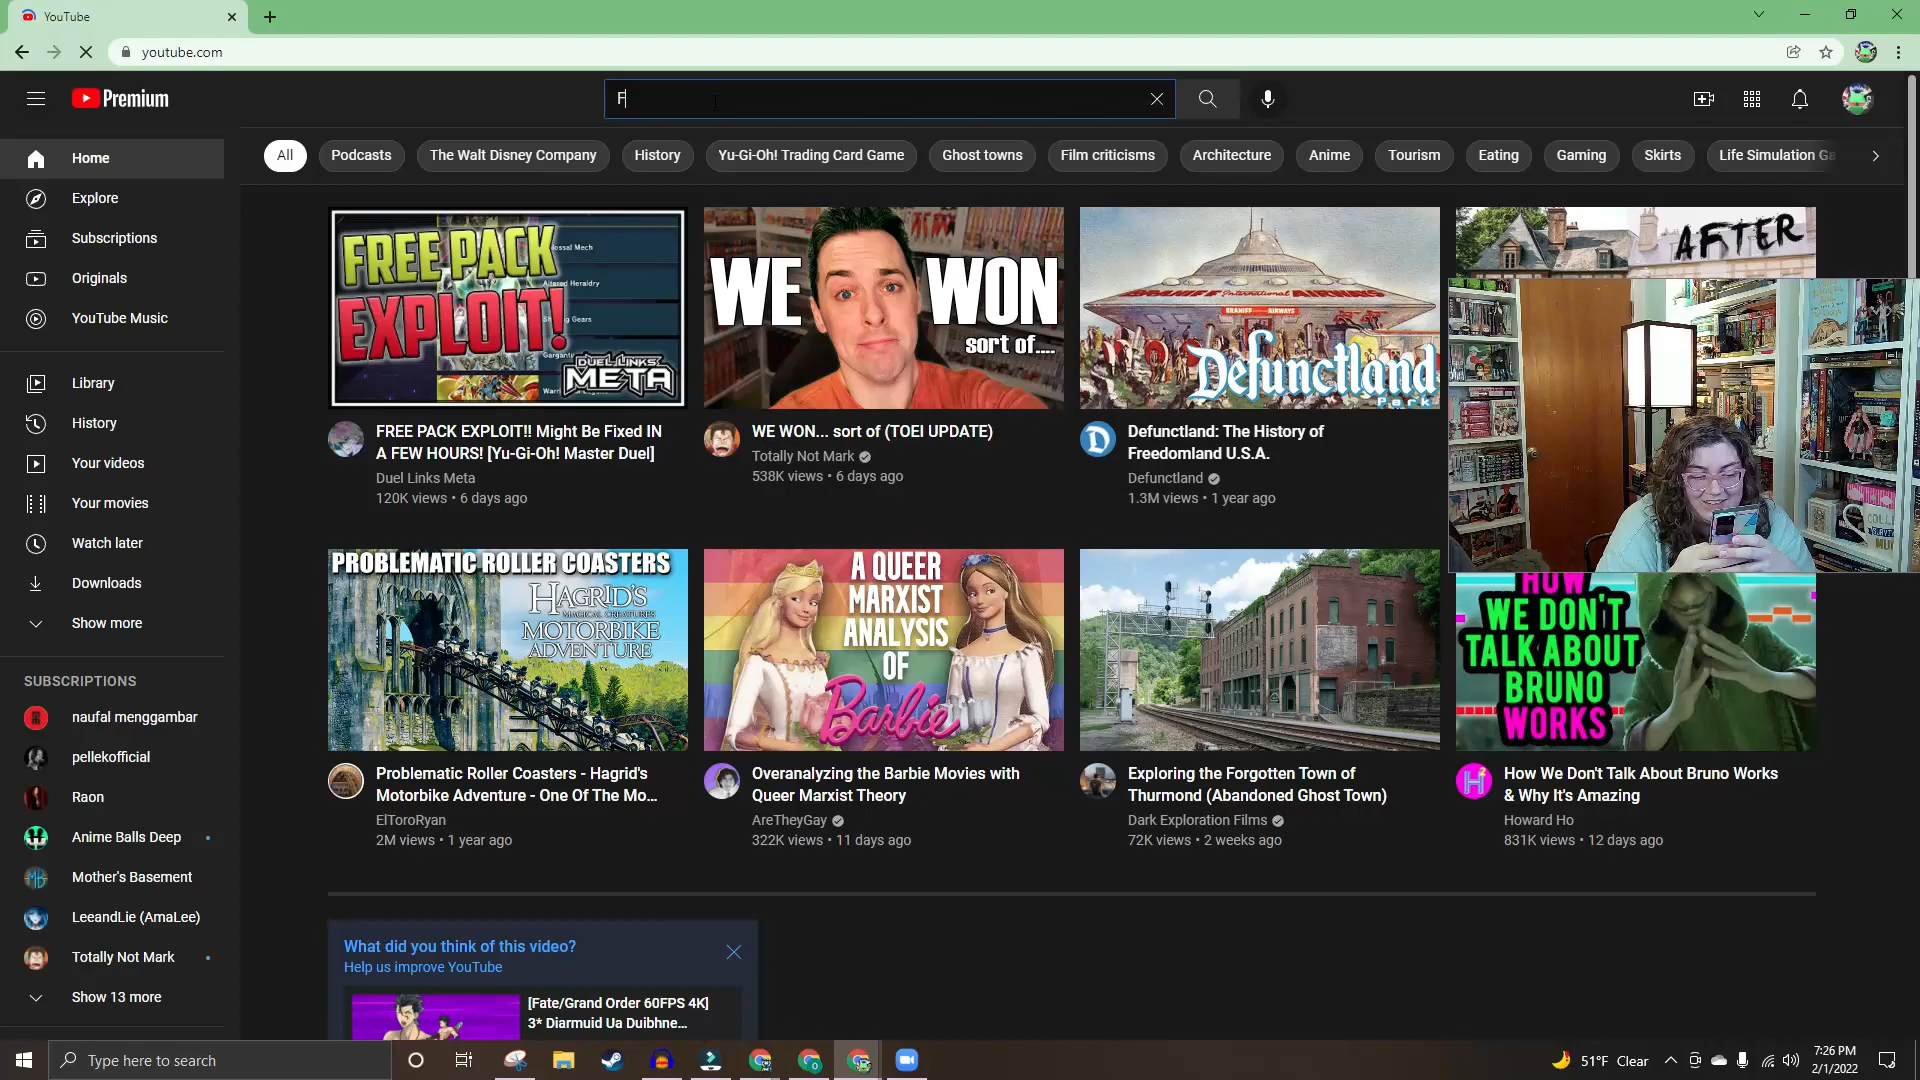 YouTube
youtube.com
Premium
F
Home
Explore
Subscriptions
Originals
YouTube Music
Library
History
Your videos
Your movies
Watch later
Downloads
Show more
SUBSCRIPTIONS
naufal menggambar
pellekofficial
Raon
Anime Balls Deep
Mother's Basement
LeeandLie (AmaLee)
Totally Not Mark
Show 13 more
All
Podcasts
The Walt Disney Company
History
Yu-Gi-Oh! Trading Card Game
Ghost towns
Film criticisms
Architecture
Anime
Tourism
Eating
Gaming
Skirts
Life Simulation Ga
FREE PACK
EXPLOIT!
DUEL LINKS
META
FREE PACK EXPLOIT!! Might Be Fixed IN
A FEW HOURS! [Yu-Gi-Oh! Master Duel]
Duel Links Meta
120K views • 6 days ago
WE WON
sort of....
WE WON... sort of (TOEI UPDATE)
Totally Not Mark
538K views • 6 days ago
BRANIFF International AIRWAYS
BRANIFF AIRWAYS
Defunctland
Defunctland: The History of
Freedomland U.S.A.
Defunctland
1.3M views • 1 year ago
AFTER
PROBLEMATIC ROLLER COASTERS
HAGRID'S
MAGICAL CREATURES
MOTORBIKE
ADVENTURE
Problematic Roller Coasters - Hagrid's
Motorbike Adventure - One Of The Mo...
ElToroRyan
2M views • 1 year ago
A QUEER
MARXIST
ANALYSIS
OF
Barbie
Overanalyzing the Barbie Movies with
Queer Marxist Theory
AreTheyGay
322K views • 11 days ago
Exploring the Forgotten Town of
Thurmond (Abandoned Ghost Town)
Dark Exploration Films
72K views • 2 weeks ago
HOW
WE DON'T
TALK ABOUT
BRUNO
WORKS
How We Don't Talk About Bruno Works
& Why It's Amazing
Howard Ho
831K views • 12 days ago
What did you think of this video?
Help us improve YouTube
[Fate/Grand Order 60FPS 4K]
3* Diarmuid Ua Duibhne...
Type here to search
51°F Clear
7:26 PM
2/1/2022